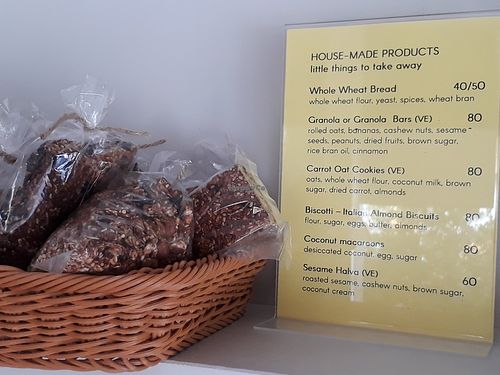 HOUSE-MADE PRODUCTS
little things to take away
Whole Wheat Bread 40/50
whole wheat flour, yeast, spices, wheat bran
Granola or Granola Bars (VE) 80
rolled oats, bananas, cashew nuts, sesame
seeds, peanuts, dried fruits, brown sugar,
rice bran oil, cinnamon
Carrot Oat Cookies (VE) 80
oats, whole wheat flour, coconut milk, brown
sugar, dried carrot, almonds
Biscotti - Italian Almond Biscuits 80
flour, sugar, eggs, butter, almonds
Coconut macaroons 80
desiccated coconut, egg, sugar
Sesame Halva (VE) 60
roasted sesame, cashew nuts, brown sugar,
coconut cream